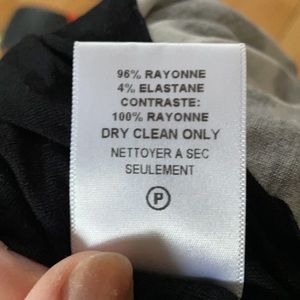 96% RAYONNE
4% ELASTANE
CONTRASTE:
100% RAYONNE
DRY CLEAN ONLY
NETTOYER A SEC
SEULEMENT
P